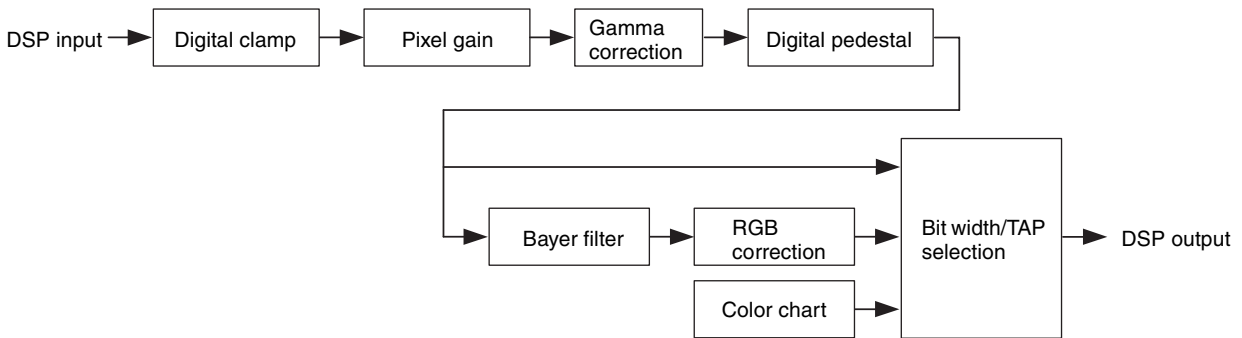 DSP input
Digital clamp
Pixel gain
Gamma
correction
Digital pedestal
Bayer filter
RGB
correction
Color chart
Bit width/TAP
selection
DSP output